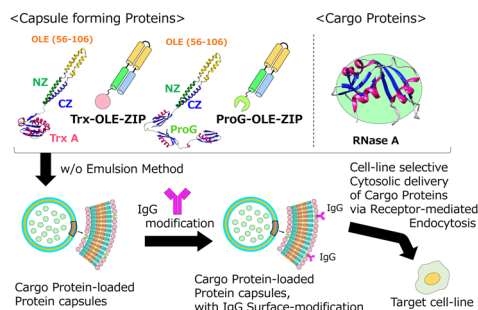 <Capsule forming Proteins>
<Cargo Proteins>
OLE (56-106)
OLE (56-106)
NZ
CZ
NZ
CZ
Trx-OLE-ZIP
ProG-OLE-ZIP
Trx A
ProG
RNase A
w/o Emulsion Method
IgG
modification
Cell-line selective
Cytosolic delivery
of Cargo Proteins
via Receptor-mediated
Endocytosis
IgG
IgG
Cargo Protein-loaded
Protein capsules
Cargo Protein-loaded
Protein capsules,
with IgG Surface-modification
Target cell-line